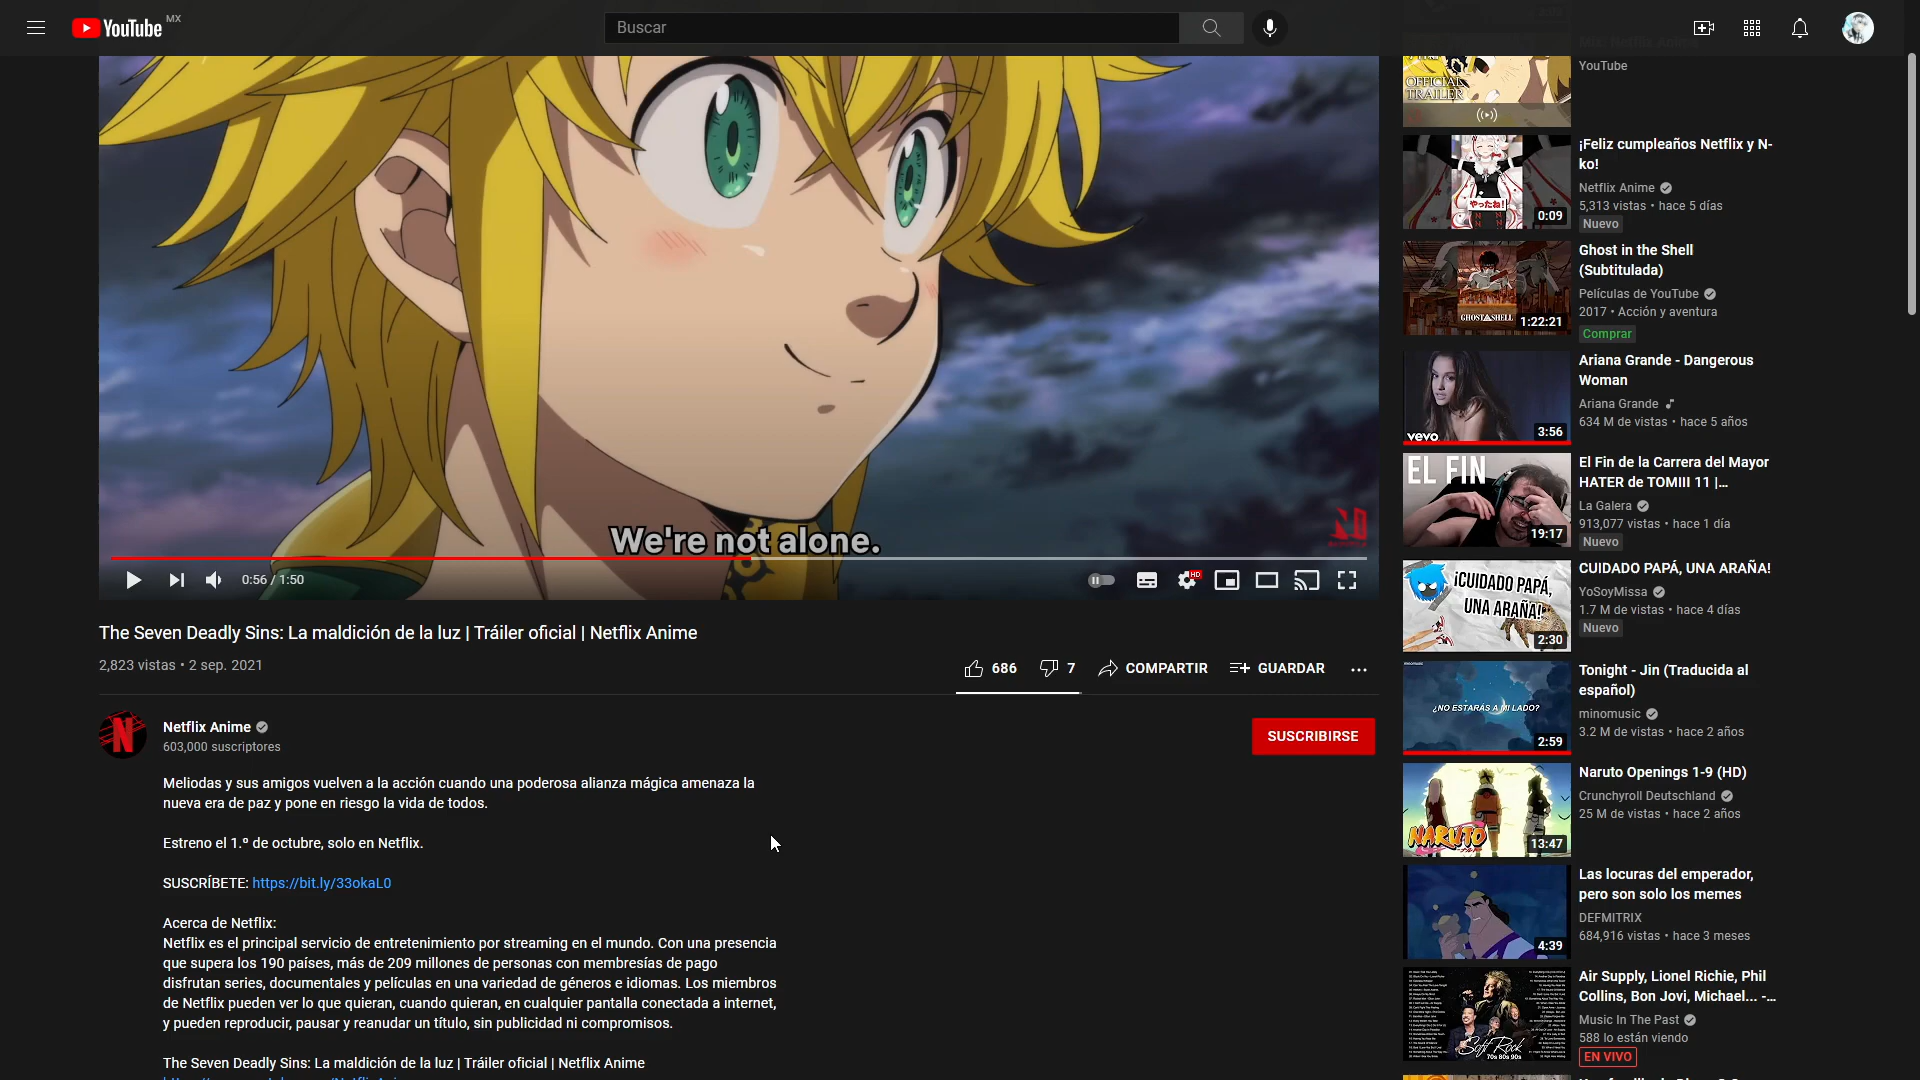 YouTube MX
Buscar
We're not alone.
0:56 / 1:50
HD
The Seven Deadly Sins: La maldición de la luz | Tráiler oficial | Netflix Anime
2,823 vistas • 2 sep. 2021
686
7
COMPARTIR
GUARDAR
Netflix Anime
603,000 suscriptores
SUSCRIBIRSE
Meliodas y sus amigos vuelven a la acción cuando una poderosa alianza mágica amenaza la
nueva era de paz y pone en riesgo la vida de todos.
Estreno el 1.º de octubre, solo en Netflix.
SUSCRÍBETE: https://bit.ly/33okaL0
Acerca de Netflix:
Netflix es el principal servicio de entretenimiento por streaming en el mundo. Con una presencia
que supera los 190 países, más de 209 millones de personas con membresías de pago
disfrutan series, documentales y películas en una variedad de géneros e idiomas. Los miembros
de Netflix pueden ver lo que quieran, cuando quieran, en cualquier pantalla conectada a internet,
y pueden reproducir, pausar y reanudar un título, sin publicidad ni compromisos.
The Seven Deadly Sins: La maldición de la luz | Tráiler oficial | Netflix Anime
OFFICIAL
TRAILER
YouTube
やったね!
0:09
¡Feliz cumpleaños Netflix y N-
ko!
Netflix Anime
5,313 vistas • hace 5 días
Nuevo
GHOST SHELL
1:22:21
Ghost in the Shell
(Subtitulada)
Películas de YouTube
2017 • Acción y aventura
Comprar
vevo
3:56
Ariana Grande - Dangerous
Woman
Ariana Grande
634 M de vistas • hace 5 años
EL FIN
19:17
El Fin de la Carrera del Mayor
HATER de TOMIII 11 |...
La Galera
913,077 vistas • hace 1 día
Nuevo
¡CUIDADO PAPÁ,
UNA ARAÑA!
2:30
CUIDADO PAPÁ, UNA ARAÑA!
YoSoyMissa
1.7 M de vistas • hace 4 días
Nuevo
minomusic
¿NO ESTARÁS A MI LADO?
2:59
Tonight - Jin (Traducida al
español)
minomusic
3.2 M de vistas • hace 2 años
NARUTO
13:47
Naruto Openings 1-9 (HD)
Crunchyroll Deutschland
25 M de vistas • hace 2 años
4:39
Las locuras del emperador,
pero son solo los memes
DEFMITRIX
684,916 vistas • hace 3 meses
Soft Rock
70s 80s 90s
Air Supply, Lionel Richie, Phil
Collins, Bon Jovi, Michael... -...
Music In The Past
588 lo están viendo
EN VIVO